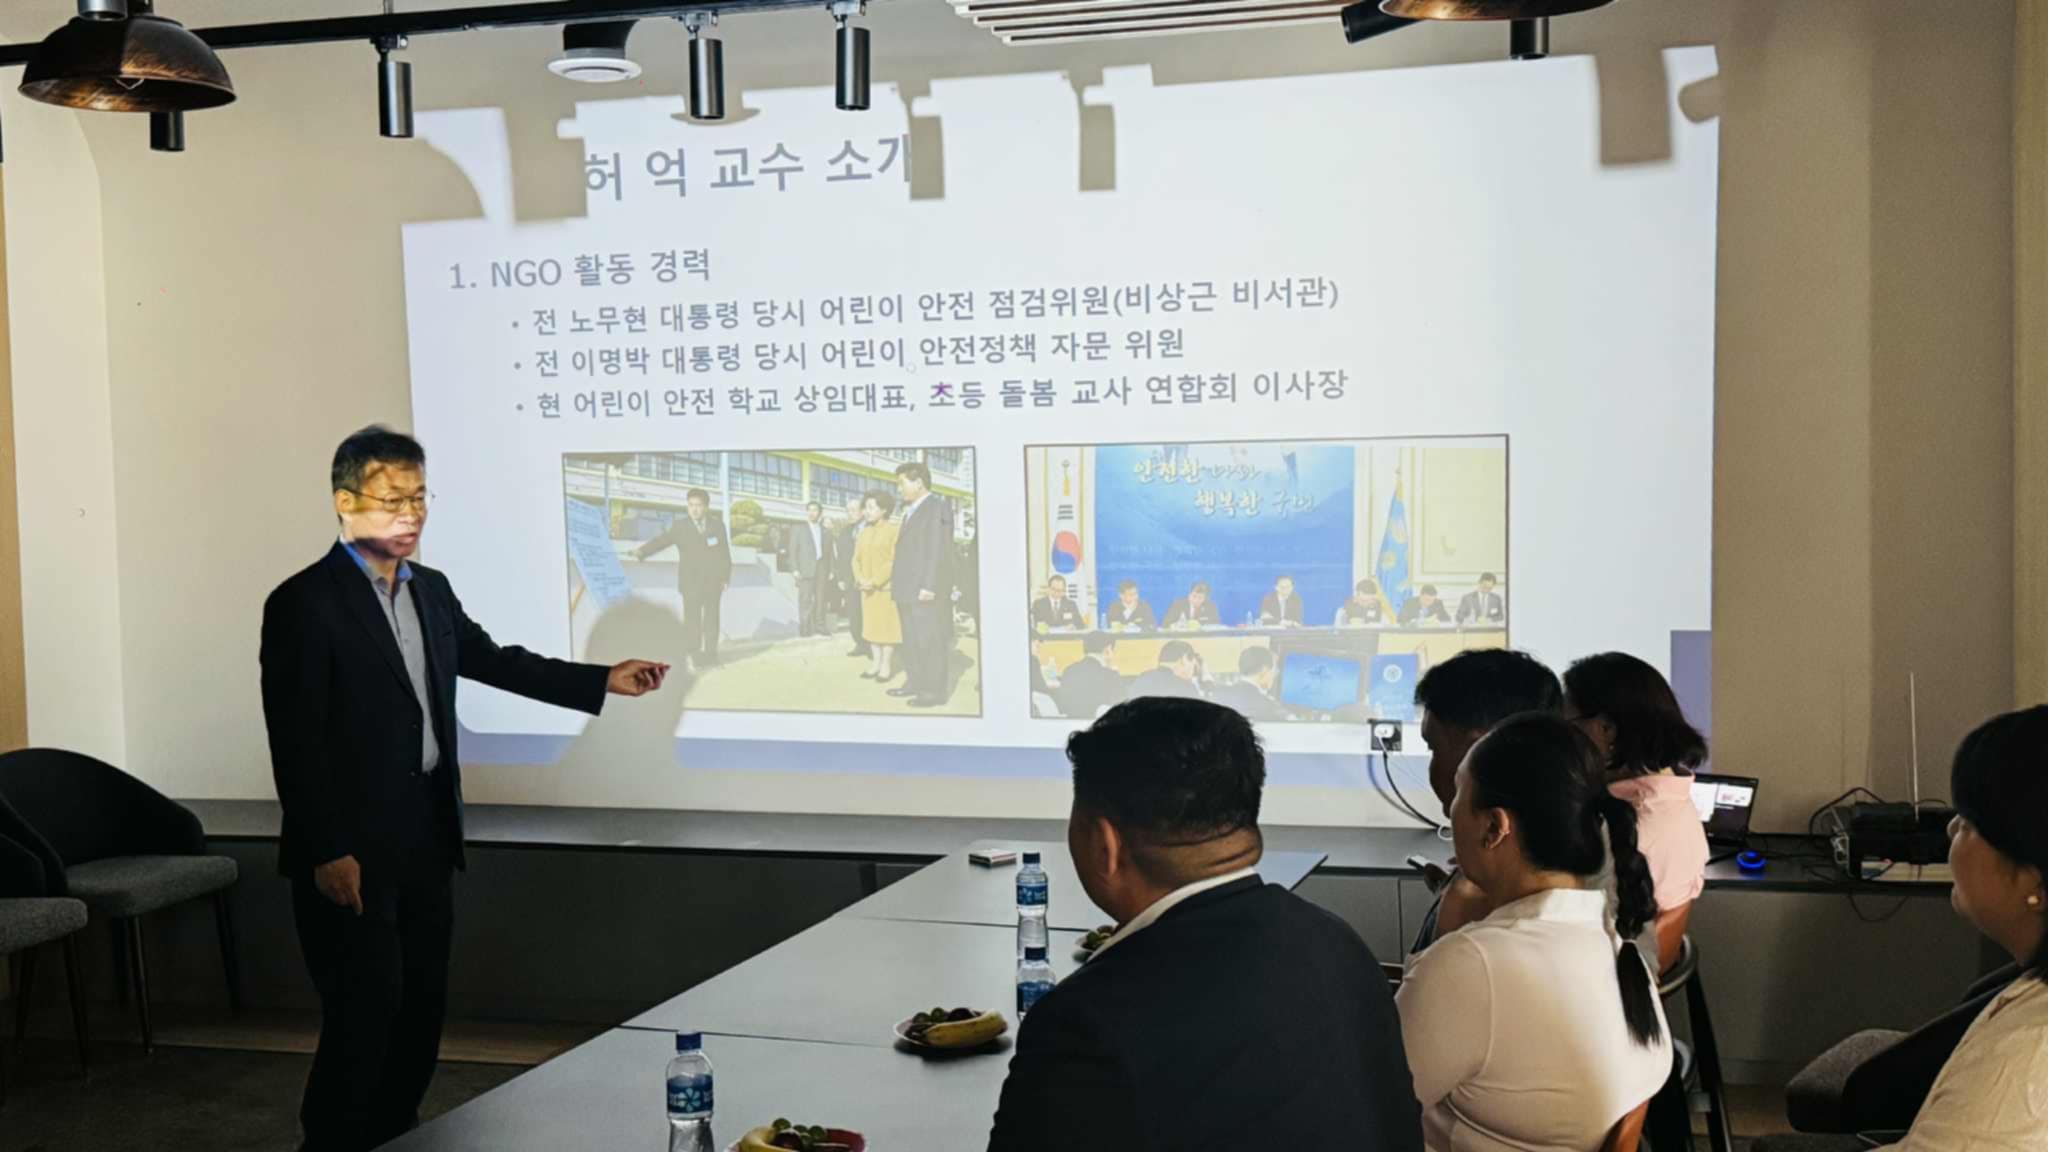 허 억 교수 소개
1. NGO 활동 경력
• 전 노무현 대통령 당시 어린이 안전 점검위원(비상근 비서관)
• 전 이명박 대통령 당시 어린이 안전정책 자문 위원
• 현 어린이 안전 학교 상임대표, 초등 돌봄 교사 연합회 이사장
안전한
행복한